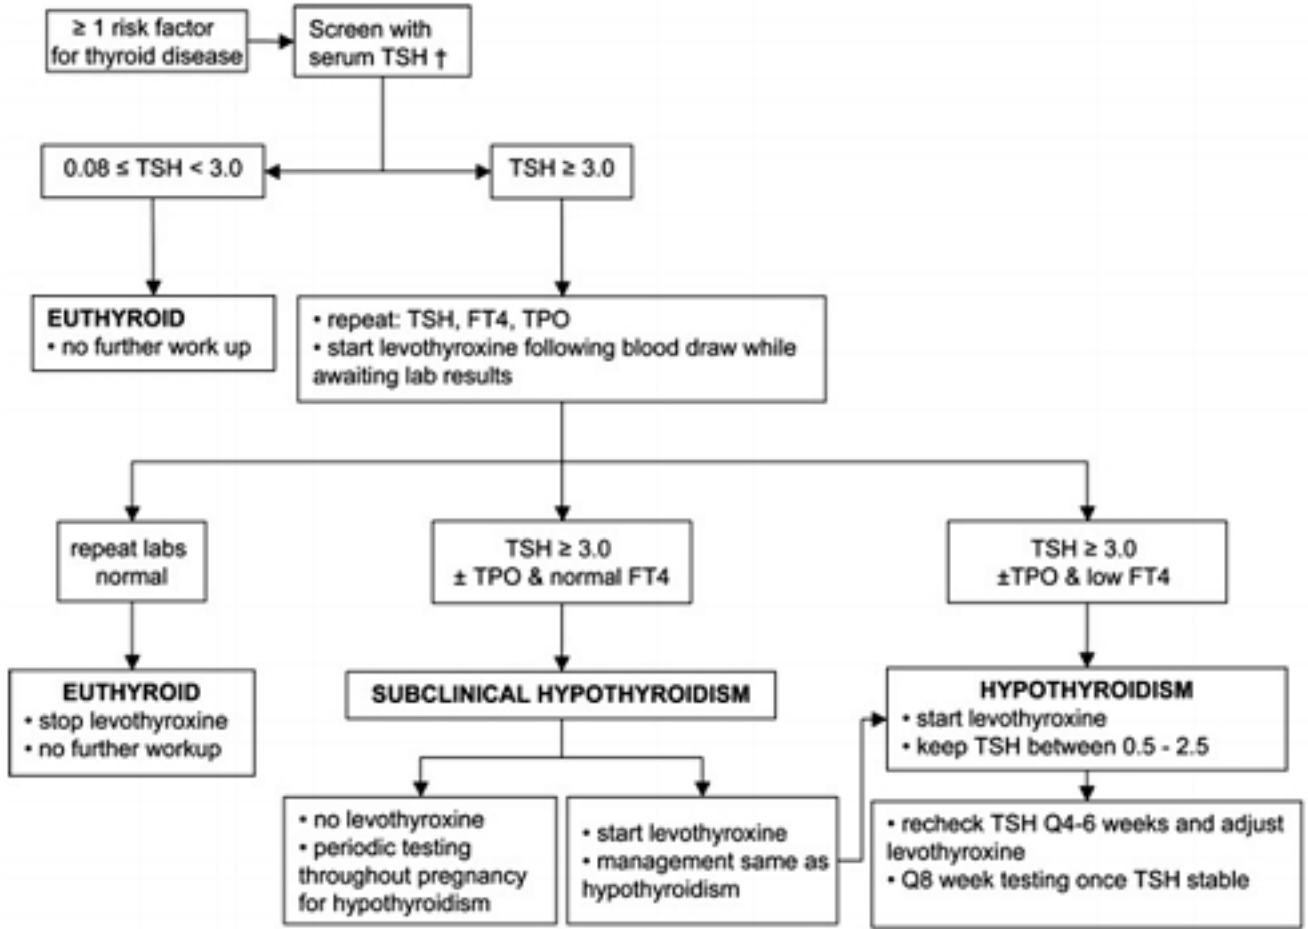 ≥ 1 risk factor
for thyroid disease
Screen with
serum TSH †
0.08 ≤ TSH < 3.0
TSH ≥ 3.0
EUTHYROID
• no further work up
• repeat: TSH, FT4, TPO
• start levothyroxine following blood draw while
awaiting lab results
repeat labs
normal
TSH ≥ 3.0
± TPO & normal FT4
TSH ≥ 3.0
±TPO & low FT4
EUTHYROID
• stop levothyroxine
• no further workup
SUBCLINICAL HYPOTHYROIDISM
HYPOTHYROIDISM
• start levothyroxine
• keep TSH between 0.5 - 2.5
• no levothyroxine
• periodic testing
throughout pregnancy
for hypothyroidism
• start levothyroxine
• management same as
hypothyroidism
• recheck TSH Q4-6 weeks and adjust
levothyroxine
• Q8 week testing once TSH stable